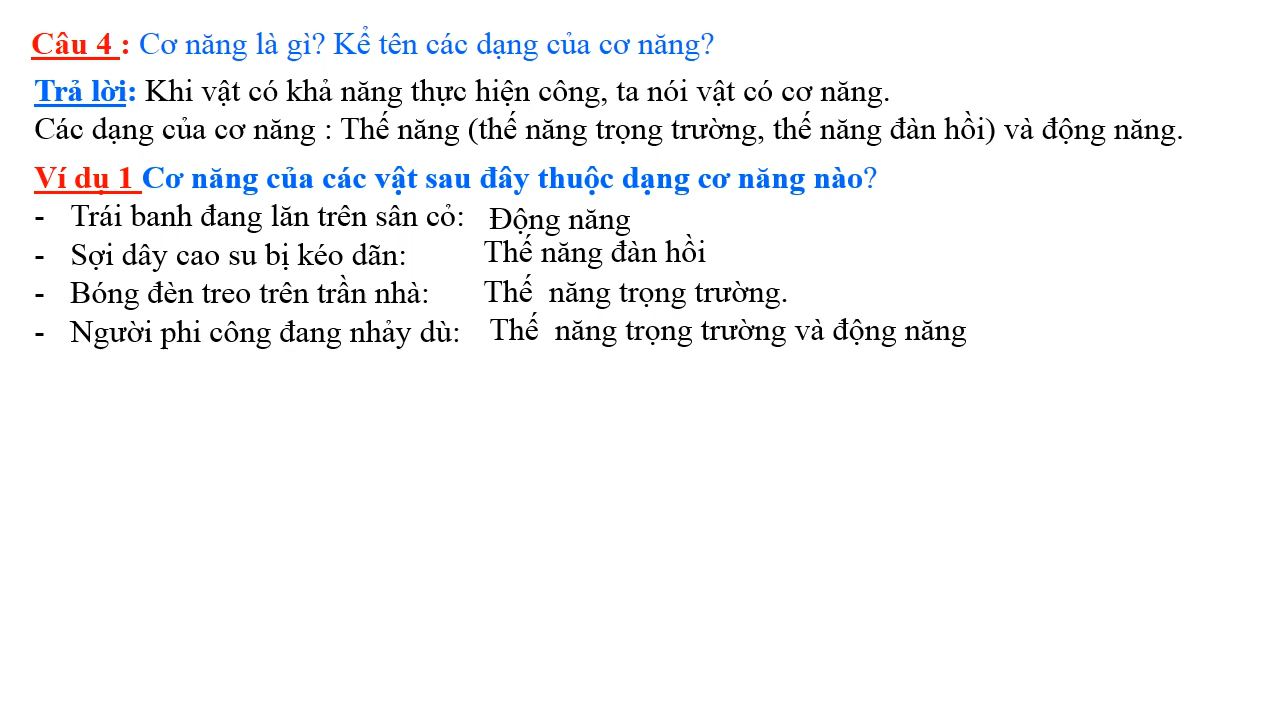 Câu 4 : Cơ năng là gì? Kể tên các dạng của cơ năng?
Trả lời: Khi vật có khả năng thực hiện công, ta nói vật có cơ năng.
Các dạng của cơ năng : Thế năng (thế năng trọng trường, thế năng đàn hồi) và động năng.
Ví dụ 1 Cơ năng của các vật sau đây thuộc dạng cơ năng nào?
- Trái banh đang lăn trên sân cỏ: Động năng
- Sợi dây cao su bị kéo dãn: Thế năng đàn hồi
- Bóng đèn treo trên trần nhà: Thế năng trọng trường.
- Người phi công đang nhảy dù: Thế năng trọng trường và động năng